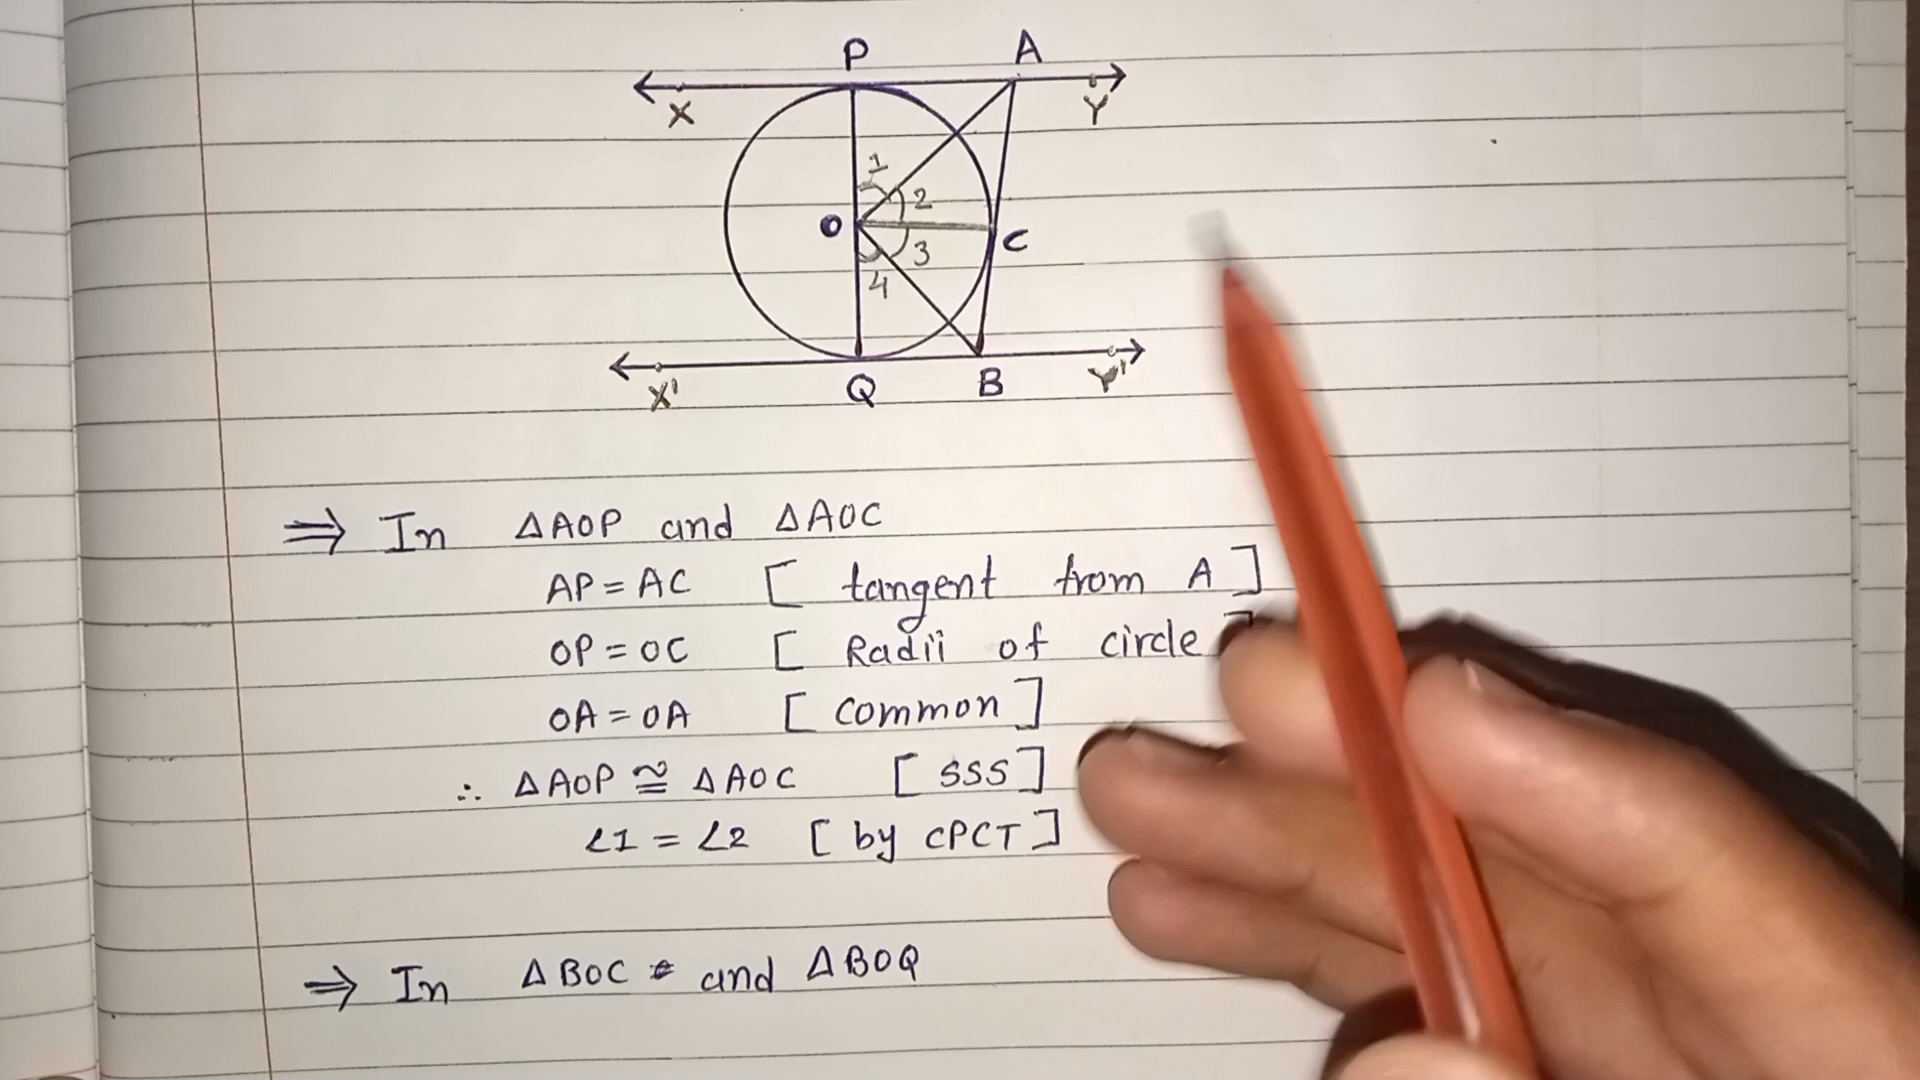 P A
X Y
1
2
O C
3
4
Q B
X' Y'
⇒ In ΔAOP and ΔAOC
AP = AC [ tangent from A ]
OP = OC [ Radii of circle ]
OA = OA [ common ]
∴ ΔAOP ≅ ΔAOC [ SSS ]
∠1 = ∠2 [ by CPCT ]
⇒ In ΔBOC and ΔBOQ